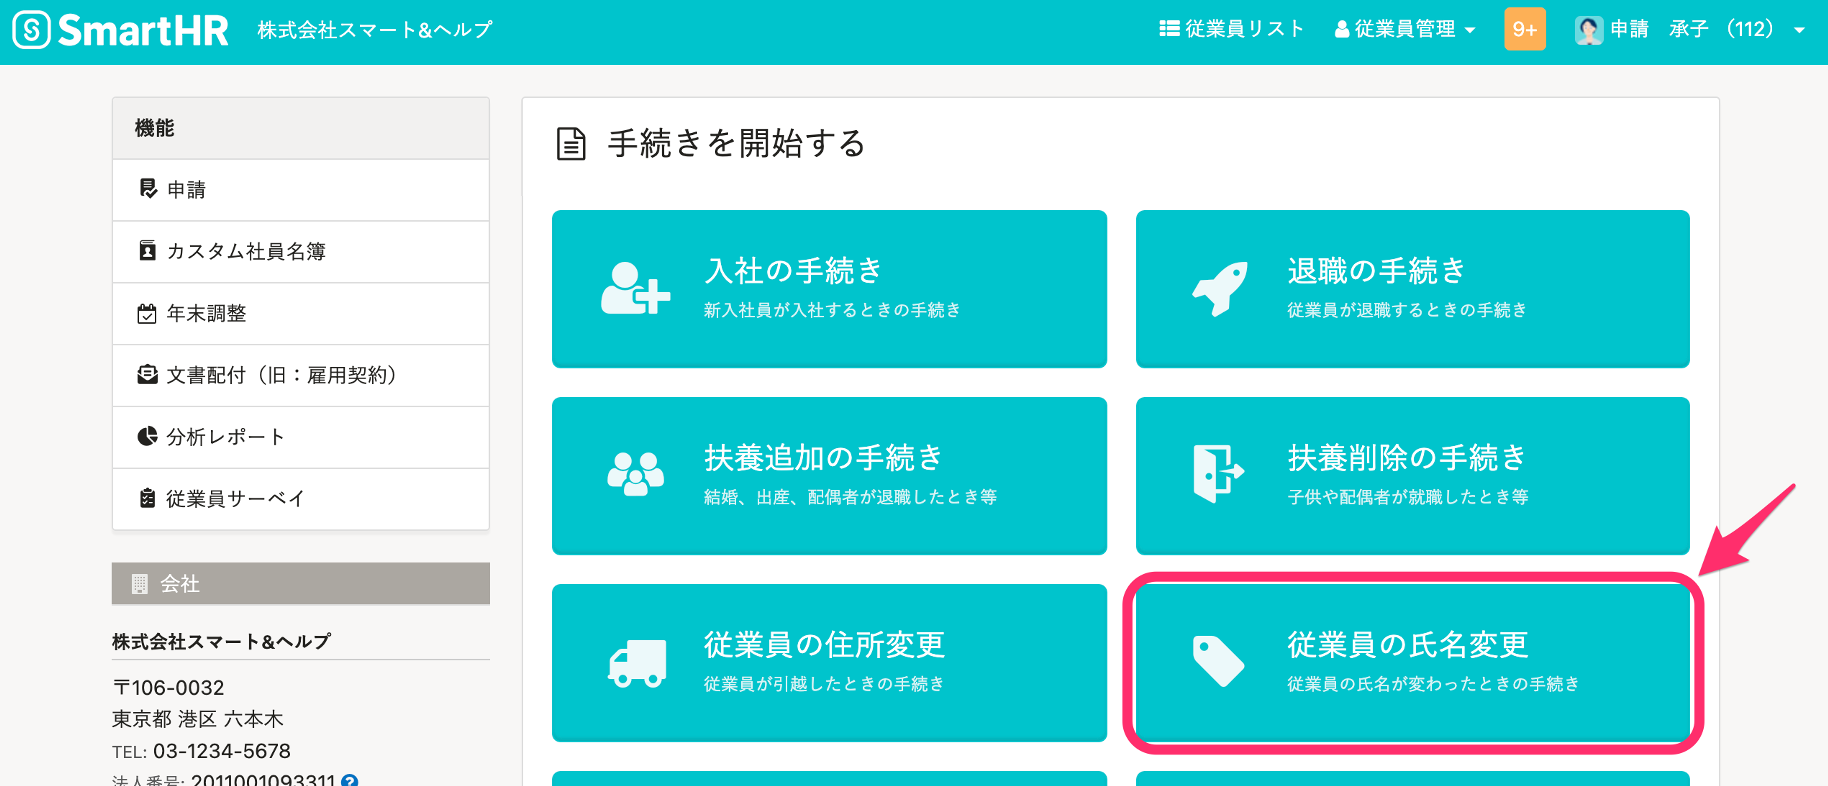 SmartHR 株式会社スマート&ヘルプ 従業員リスト 従業員管理 9+ 申請 承子 （112）
機能
申請
カスタム社員名簿
年末調整
文書配付（旧：雇用契約）
分析レポート
従業員サーベイ
会社
株式会社スマート&ヘルプ
〒106-0032
東京都 港区 六本木
TEL: 03-1234-5678
法人番号: 2011001093311 ?
手続きを開始する
入社の手続き
新入社員が入社するときの手続き
退職の手続き
従業員が退職するときの手続き
扶養追加の手続き
結婚、出産、配偶者が退職したとき等
扶養削除の手続き
子供や配偶者が就職したとき等
従業員の住所変更
従業員が引越したときの手続き
従業員の氏名変更
従業員の氏名が変わったときの手続き